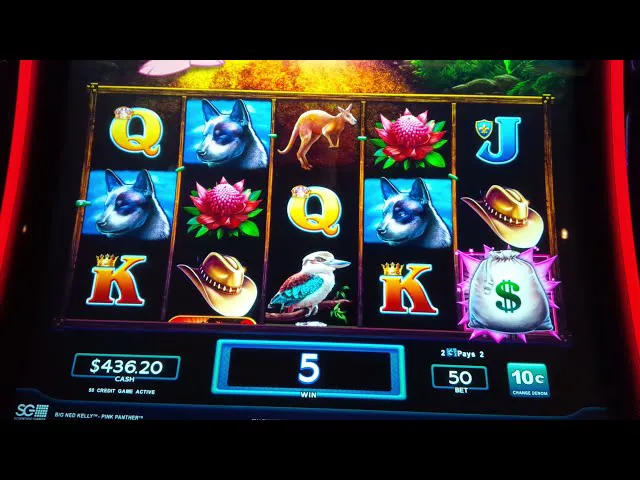 Q
J
Q
K
K
$
$436.20
CASH
50 CREDIT GAME ACTIVE
5
WIN
2 Pays 2
50
BET
10¢
CHANGE DENOM.
SG
BIG NED KELLY™ - PINK PANTHER™